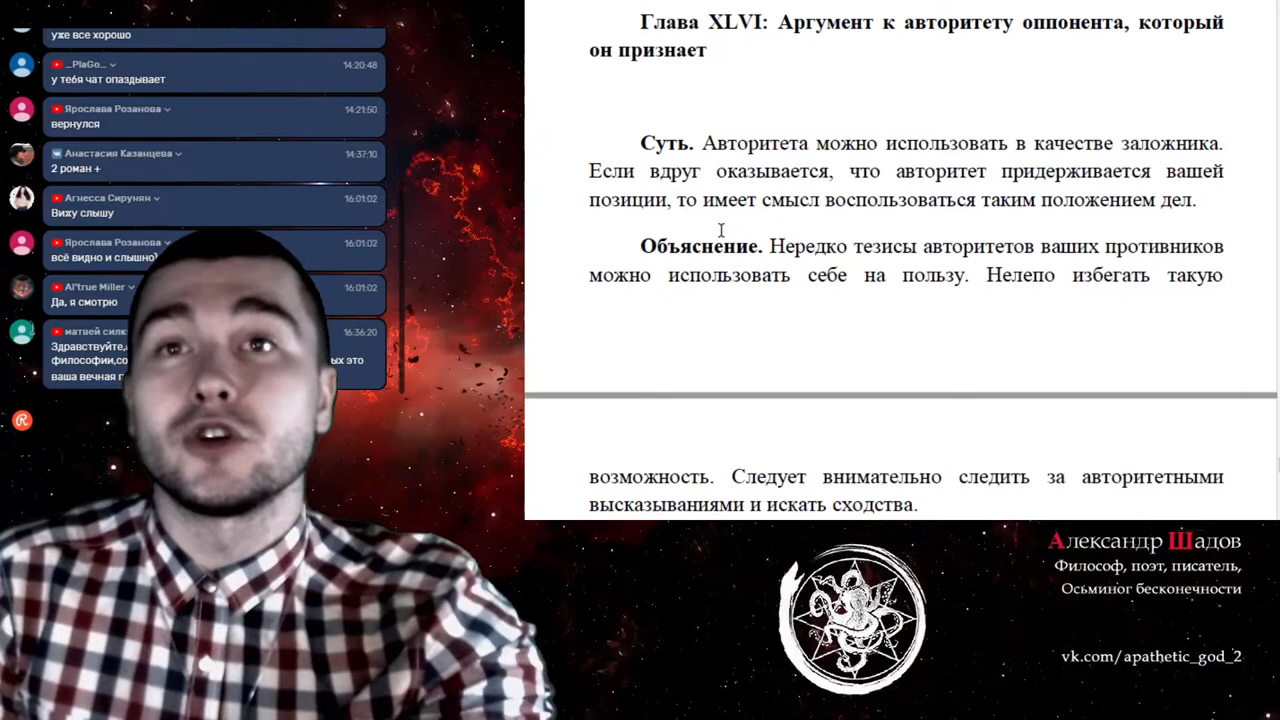 уже все хорошо
_PlaGo_
14:20:48
у тебя чат опаздывает
Ярослава Розанова
14:21:50
вернулся
Анастасия Казанцева
14:37:10
2 роман +
Агнесса Сирунян
16:01:02
Вижу слышу
Ярослава Розанова
16:01:02
всё видно и слышно)
Al'true Miller
16:01:02
Да, я смотрю
матвей силк
16:36:20
Здравствуйте,
философии,со
ых это
ваша вечная
Глава XLVI: Аргумент к авторитету оппонента, который
он признает
Суть. Авторитета можно использовать в качестве заложника.
Если вдруг оказывается, что авторитет придерживается вашей
позиции, то имеет смысл воспользоваться таким положением дел.
Объяснение. Нередко тезисы авторитетов ваших противников
можно использовать себе на пользу. Нелепо избегать такую
возможность. Следует внимательно следить за авторитетными
высказываниями и искать сходства.
Александр Шадов
Философ, поэт, писатель,
Осьминог бесконечности
vk.com/apathetic_god_2